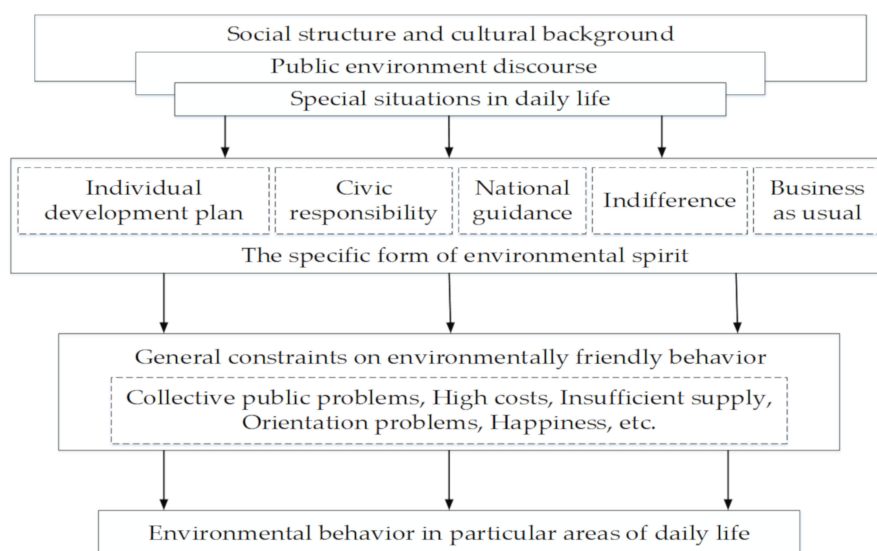 Social structure and cultural background
Public environment discourse
Special situations in daily life
Individual
development plan
Civic
responsibility
National
guidance
Indifference
Business
as usual
The specific form of environmental spirit
General constraints on environmentally friendly behavior
Collective public problems, High costs, Insufficient supply,
Orientation problems, Happiness, etc.
Environmental behavior in particular areas of daily life